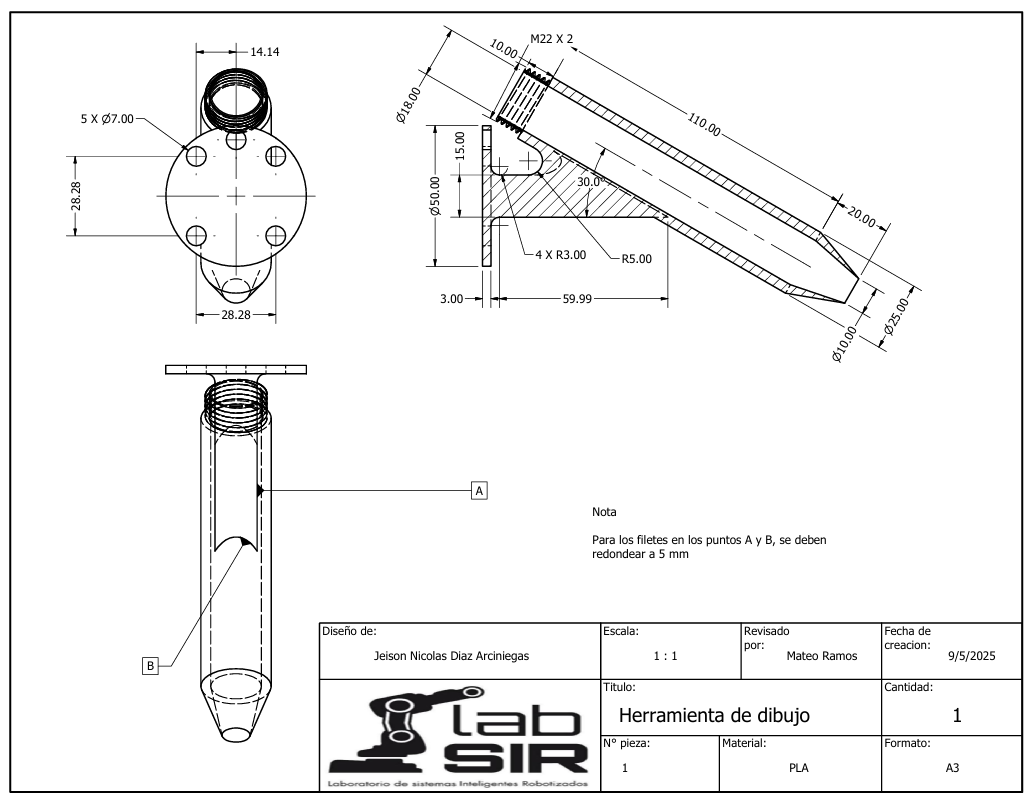 14.14
5 X Ø7.00
28.28
28.28
M22 X 2
10.00
Ø18.00
110.00
15.00
Ø50.00
30.0°
20.00
4 X R3.00
R5.00
3.00
59.99
Ø10.00
Ø25.00
A
B
Nota
Para los filetes en los puntos A y B, se deben
redondear a 5 mm
Diseño de:
Jeison Nicolas Diaz Arciniegas
Escala:
1 : 1
Revisado
por:
Mateo Ramos
Fecha de
creacion:
9/5/2025
lab
SIR
Laboratorio de sistemas Inteligentes Robotizados
Titulo:
Herramienta de dibujo
Cantidad:
1
N° pieza:
1
Material:
PLA
Formato:
A3